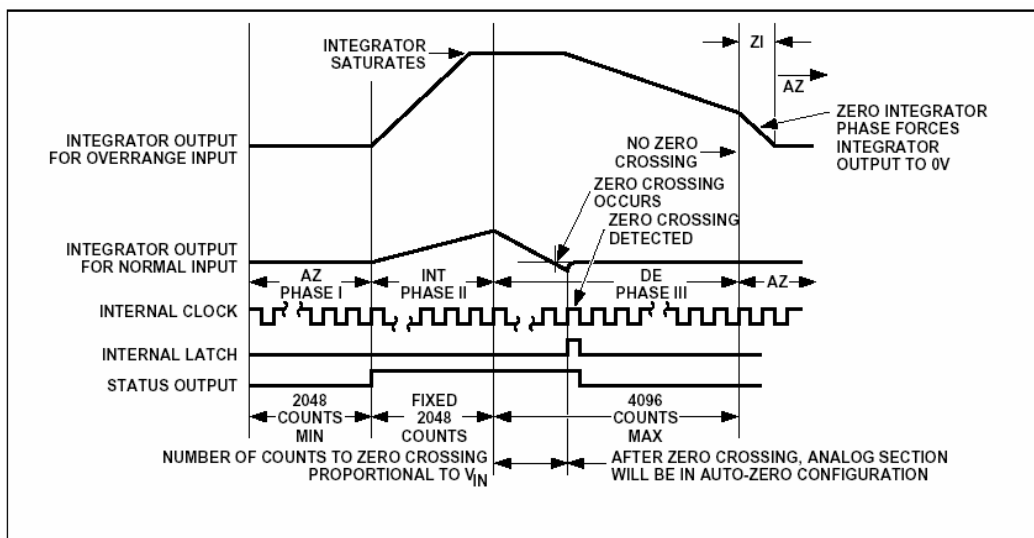 ZI
INTEGRATOR
SATURATES
AZ
ZERO INTEGRATOR
PHASE FORCES
INTEGRATOR
OUTPUT TO 0V
INTEGRATOR OUTPUT
FOR OVERRANGE INPUT
NO ZERO
CROSSING
ZERO CROSSING
OCCURS
ZERO CROSSING
DETECTED
INTEGRATOR OUTPUT
FOR NORMAL INPUT
AZ
PHASE I
INT
PHASE II
DE
PHASE III
AZ
INTERNAL CLOCK
INTERNAL LATCH
STATUS OUTPUT
2048
COUNTS
MIN
FIXED
2048
COUNTS
4096
COUNTS
MAX
NUMBER OF COUNTS TO ZERO CROSSING
PROPORTIONAL TO VIN
AFTER ZERO CROSSING, ANALOG SECTION
WILL BE IN AUTO-ZERO CONFIGURATION